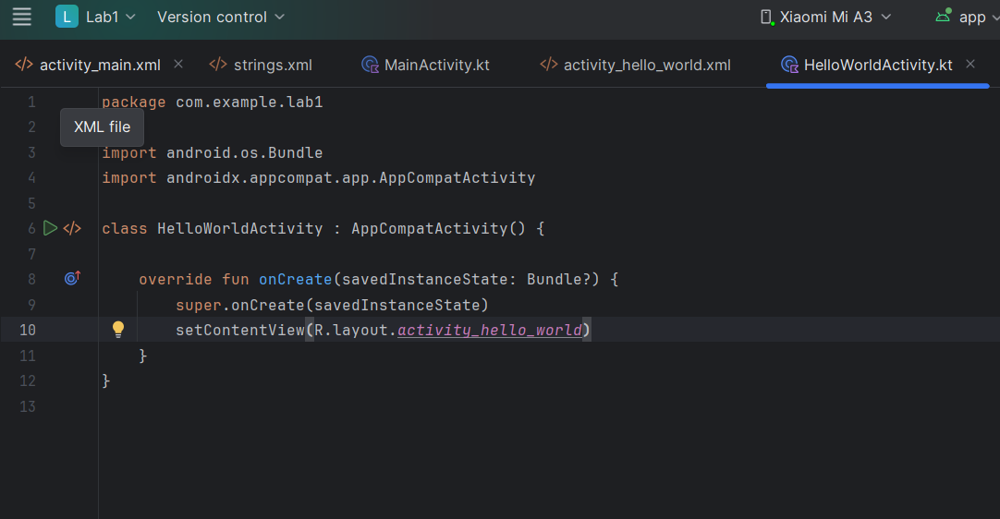 L Lab1 Version control Xiaomi Mi A3 app
activity_main.xml strings.xml MainActivity.kt activity_hello_world.xml HelloWorldActivity.kt
1 package com.example.lab1
2
XML file
3 import android.os.Bundle
4 import androidx.appcompat.app.AppCompatActivity
5
6 class HelloWorldActivity : AppCompatActivity() {
7
8 override fun onCreate(savedInstanceState: Bundle?) {
9 super.onCreate(savedInstanceState)
10 setContentView(R.layout.activity_hello_world)
11 }
12 }
13